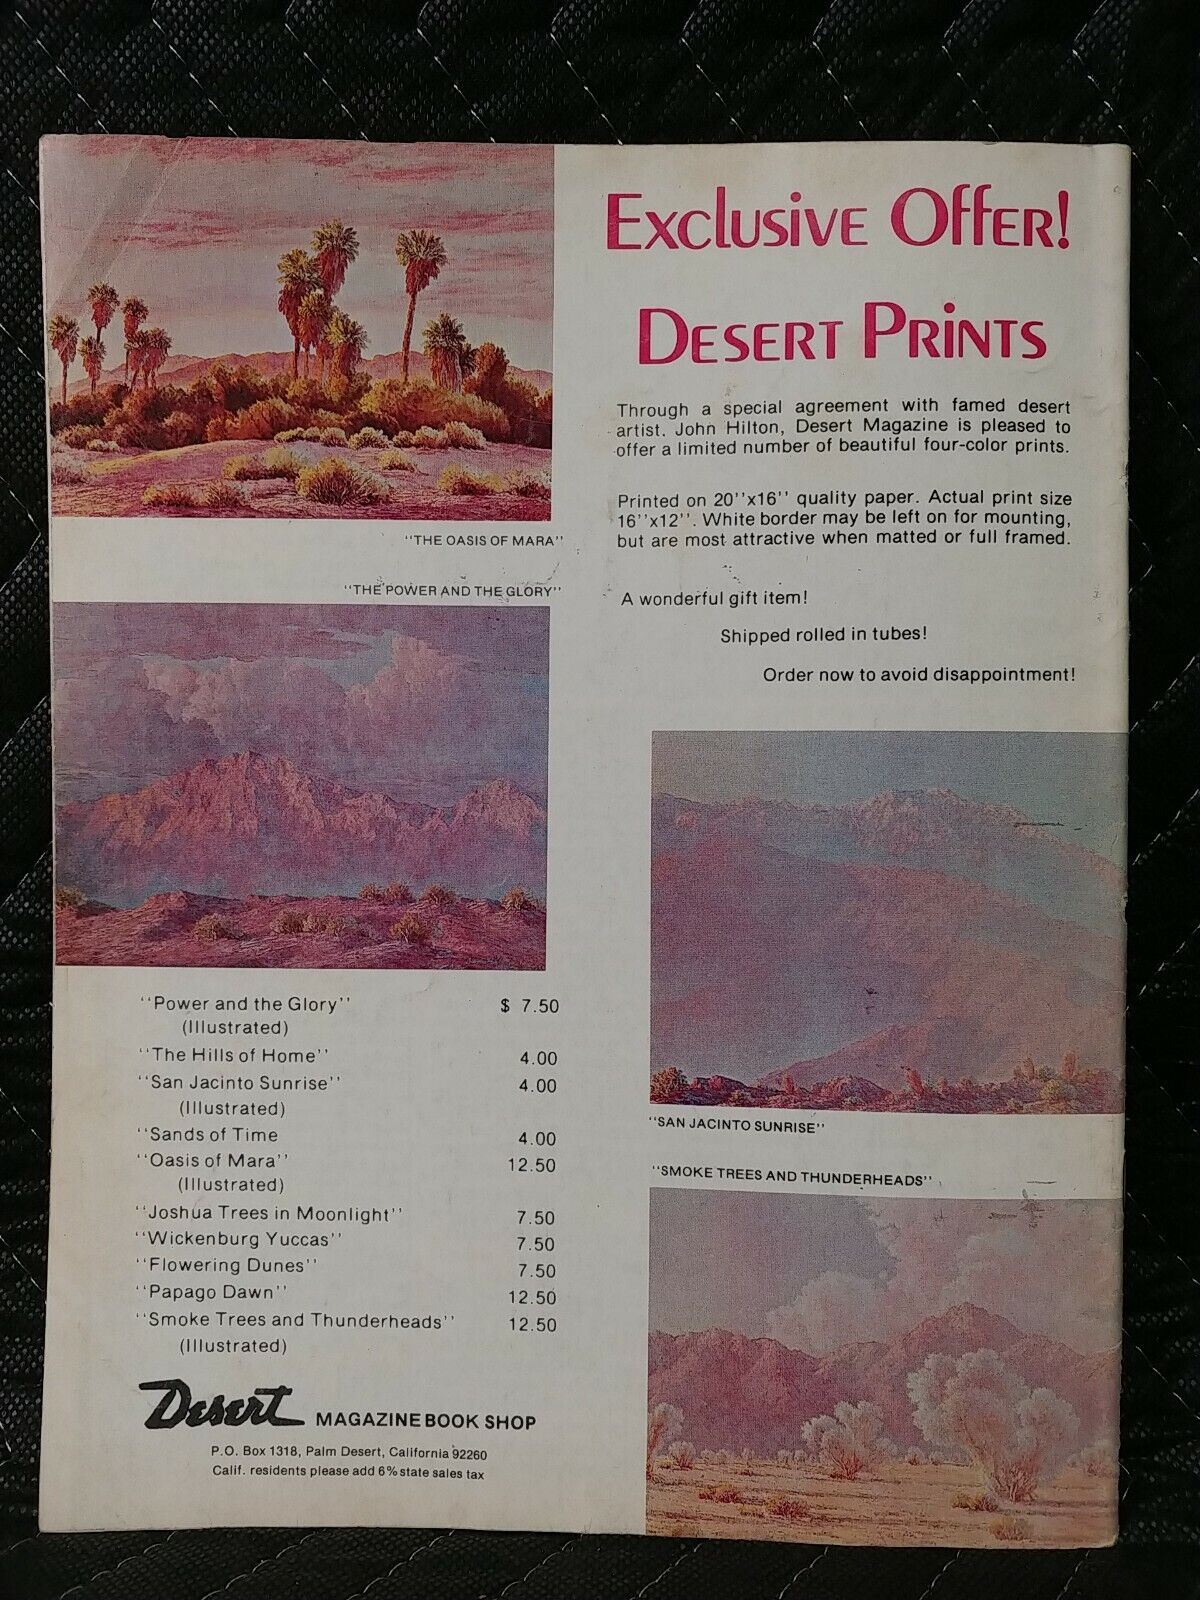 Exclusive Offer!
Desert Prints
Through a special agreement with famed desert
artist. John Hilton, Desert Magazine is pleased to
offer a limited number of beautiful four-color prints.
Printed on 20''x16'' quality paper. Actual print size
16''x12''. White border may be left on for mounting,
but are most attractive when matted or full framed.
A wonderful gift item!
Shipped rolled in tubes!
Order now to avoid disappointment!
''THE OASIS OF MARA''
''THE POWER AND THE GLORY''
''SAN JACINTO SUNRISE''
''SMOKE TREES AND THUNDERHEADS''
''Power and the Glory'' $ 7.50
(Illustrated)
''The Hills of Home'' 4.00
''San Jacinto Sunrise'' 4.00
(Illustrated)
''Sands of Time 4.00
''Oasis of Mara'' 12.50
(Illustrated)
''Joshua Trees in Moonlight'' 7.50
''Wickenburg Yuccas'' 7.50
''Flowering Dunes'' 7.50
''Papago Dawn'' 12.50
''Smoke Trees and Thunderheads'' 12.50
(Illustrated)
Desert MAGAZINE BOOK SHOP
P.O. Box 1318, Palm Desert, California 92260
Calif. residents please add 6% state sales tax